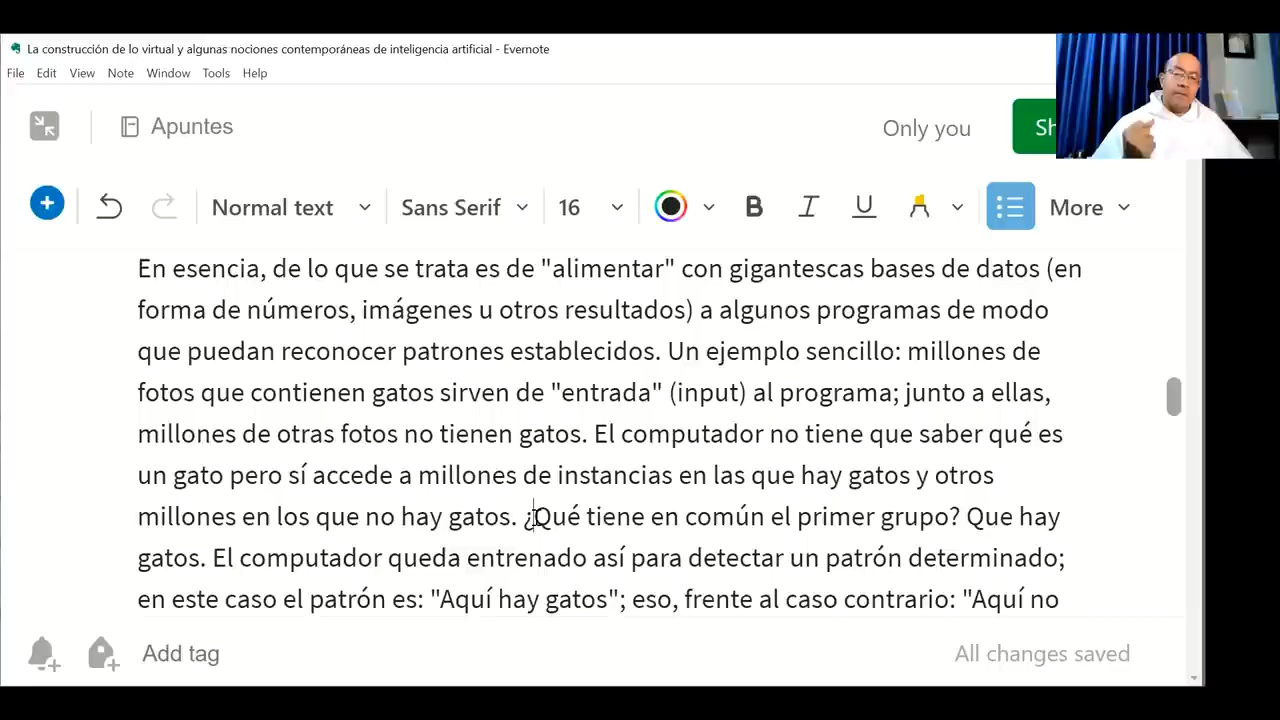 La construcción de lo virtual y algunas nociones contemporáneas de inteligencia artificial - Evernote
File Edit View Note Window Tools Help
Apuntes
Only you
Normal text
Sans Serif
16
B I U
More
En esencia, de lo que se trata es de "alimentar" con gigantescas bases de datos (en
forma de números, imágenes u otros resultados) a algunos programas de modo
que puedan reconocer patrones establecidos. Un ejemplo sencillo: millones de
fotos que contienen gatos sirven de "entrada" (input) al programa; junto a ellas,
millones de otras fotos no tienen gatos. El computador no tiene que saber qué es
un gato pero sí accede a millones de instancias en las que hay gatos y otros
millones en los que no hay gatos. ¿Qué tiene en común el primer grupo? Que hay
gatos. El computador queda entrenado así para detectar un patrón determinado;
en este caso el patrón es: "Aquí hay gatos"; eso, frente al caso contrario: "Aquí no
Add tag
All changes saved